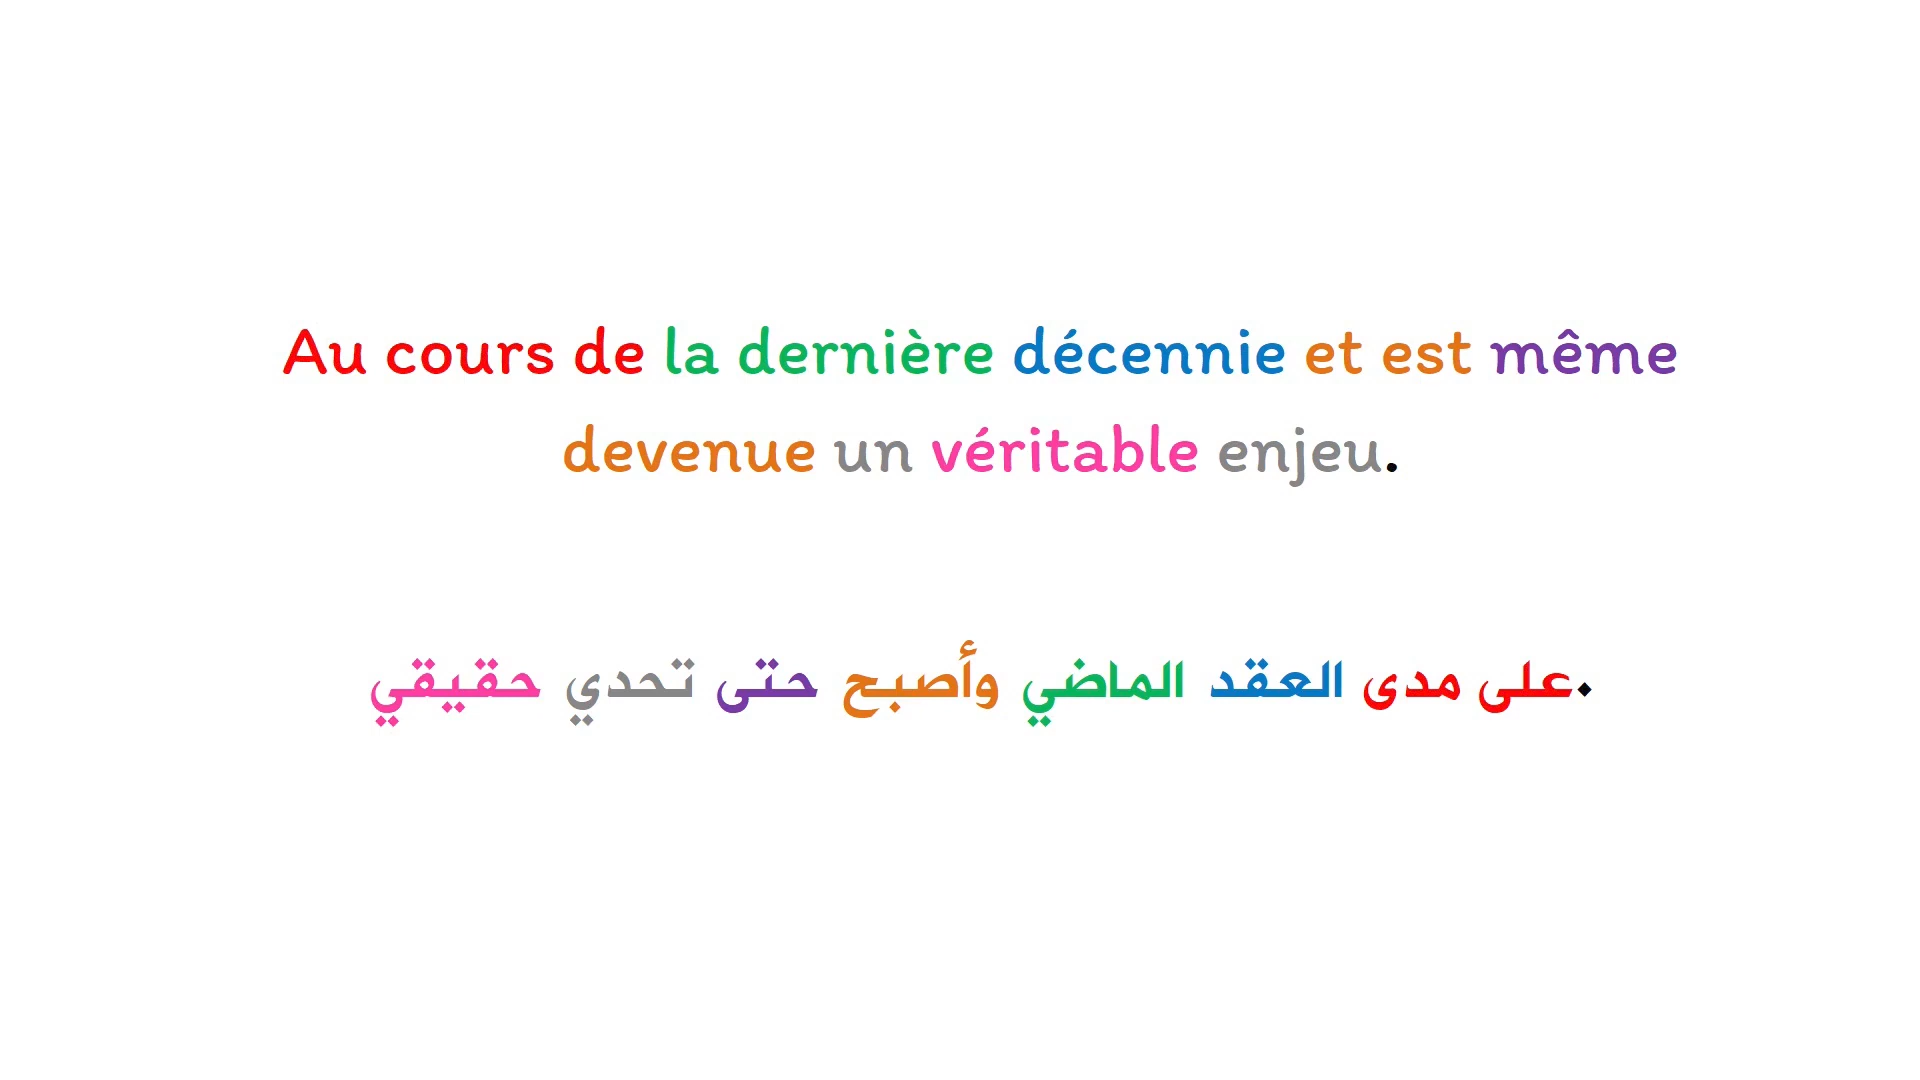 Au cours de la dernière décennie et est même
devenue un véritable enjeu.
.على مدى العقد الماضي وأصبح حتى تحدي حقيقي